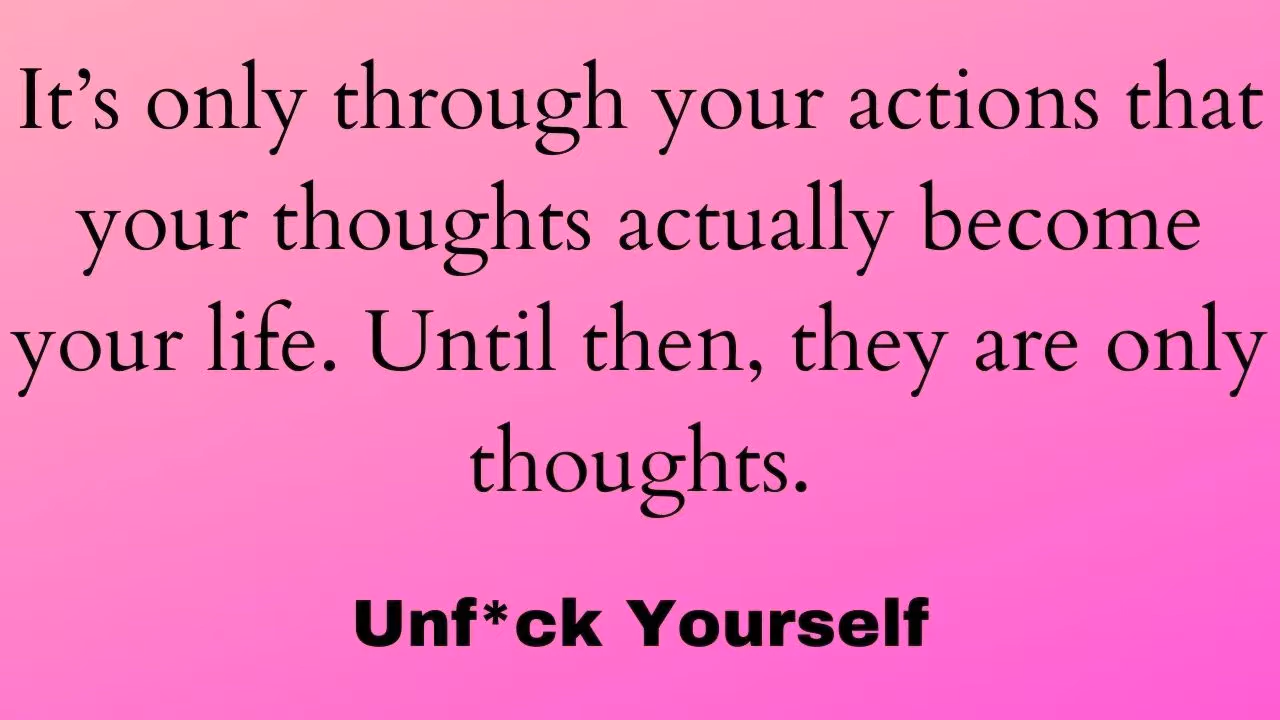 It’s only through your actions that
your thoughts actually become
your life. Until then, they are only
thoughts.
Unf*ck Yourself